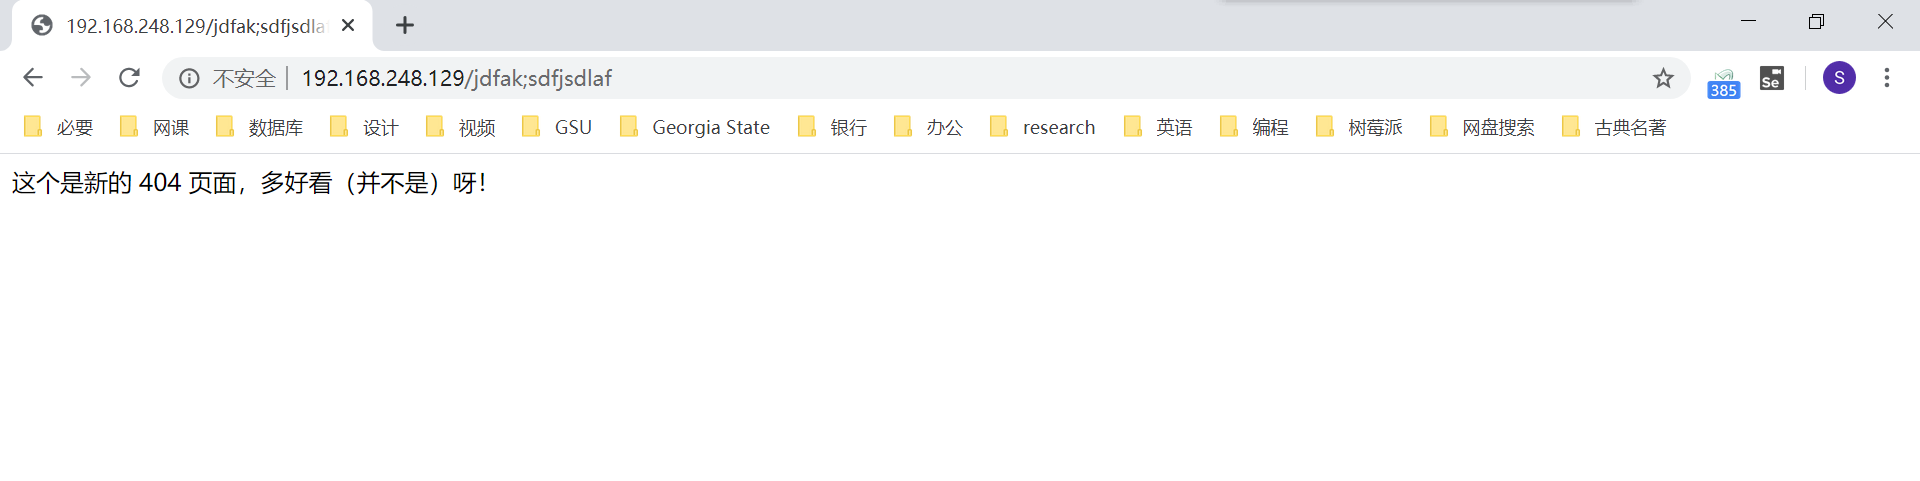 192.168.248.129/jdfak;sdfjsdla
不安全 192.168.248.129/jdfak;sdfjsdlaf
385 Se S
必要 网课 数据库 设计 视频 GSU Georgia State 银行 办公 research 英语 编程 树莓派 网盘搜索 古典名著
这个是新的 404 页面，多好看（并不是）呀！